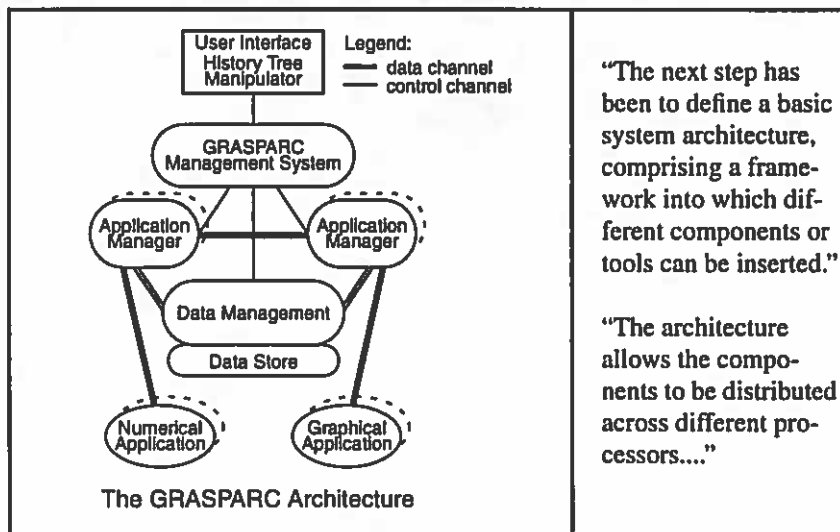 User Interface
History Tree
Manipulator
Legend:
data channel
control channel
GRASPARC
Management System
Application
Manager
Application
Manager
Data Management
Data Store
Numerical
Application
Graphical
Application
The GRASPARC Architecture
“The next step has
been to define a basic
system architecture,
comprising a frame-
work into which dif-
ferent components or
tools can be inserted.”
“The architecture
allows the compo-
nents to be distributed
across different pro-
cessors....”